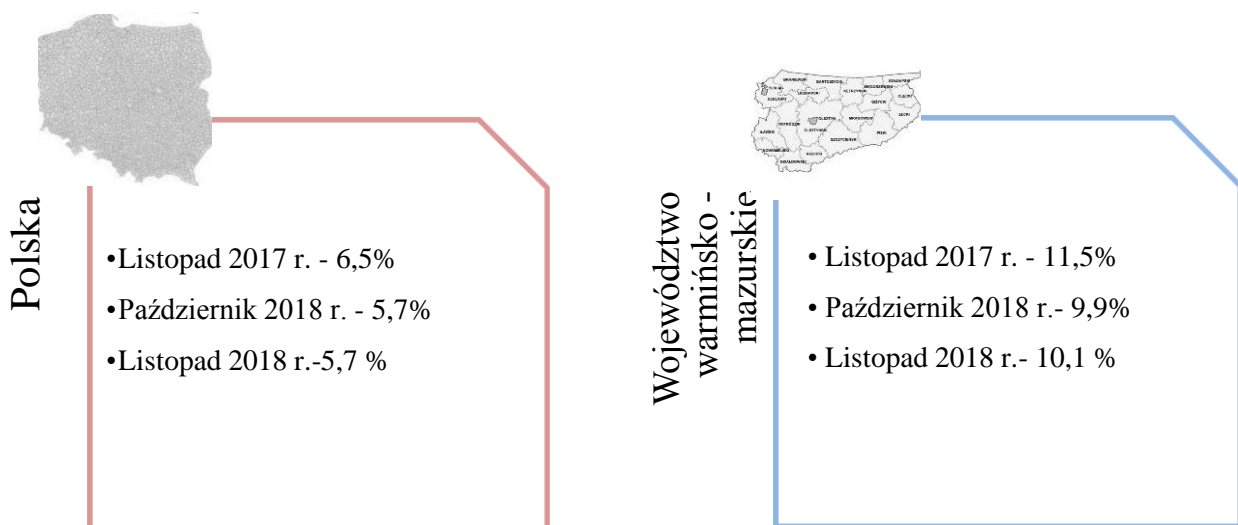 Polska
•Listopad 2017 r. - 6,5%
•Październik 2018 r. - 5,7%
•Listopad 2018 r.-5,7 %
Województwo
warmińsko -
mazurskie
• Listopad 2017 r. - 11,5%
• Październik 2018 r.- 9,9%
• Listopad 2018 r.- 10,1 %